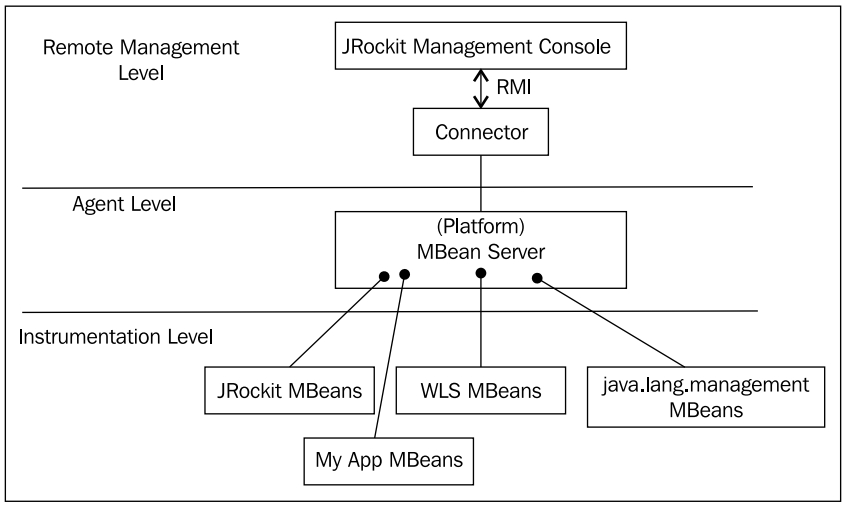 Remote Management
Level
JRockit Management Console
RMI
Connector
Agent Level
(Platform)
MBean Server
Instrumentation Level
JRockit MBeans
WLS MBeans
java.lang.management
MBeans
My App MBeans